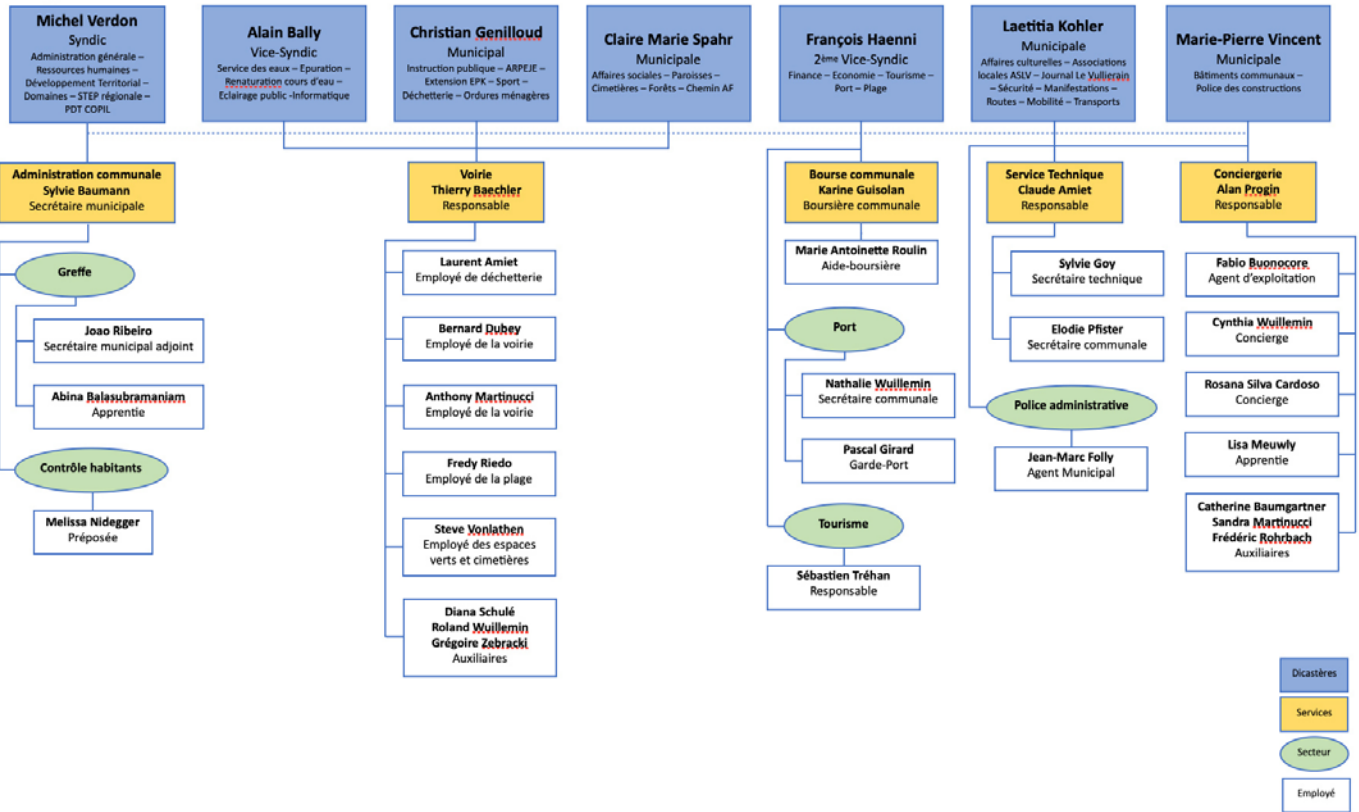 Michel Verdon
Syndic
Administration générale –
Ressources humaines –
Développement Territorial –
Domaines – STEP régionale –
PDT COPIL
Alain Bally
Vice-Syndic
Service des eaux – Epuration –
Renaturation cours d'eau –
Eclairage public -Informatique
Christian Genilloud
Municipal
Instruction publique – ARPEJE –
Extension EPK – Sport –
Déchetterie – Ordures ménagères
Claire Marie Spahr
Municipale
Affaires sociales – Paroisses –
Cimetières – Forêts – Chemin AF
François Haenni
2ème Vice-Syndic
Finance – Economie – Tourisme –
Port – Plage
Laetitia Kohler
Municipale
Affaires culturelles – Associations
locales ASLV – Journal Le Vullierain
– Sécurité – Manifestations –
Routes – Mobilité – Transports
Marie-Pierre Vincent
Municipale
Bâtiments communaux –
Police des constructions
Administration communale
Sylvie Baumann
Secrétaire municipale
Greffe
Joao Ribeiro
Secrétaire municipal adjoint
Abina Balasubramaniam
Apprentie
Contrôle habitants
Melissa Nidegger
Préposée
Voirie
Thierry Baechler
Responsable
Laurent Amiet
Employé de déchetterie
Bernard Dubey
Employé de la voirie
Anthony Martinucci
Employé de la voirie
Fredy Riedo
Employé de la plage
Steve Vonlathen
Employé des espaces
verts et cimetières
Diana Schulé
Roland Wuillemin
Grégoire Zebracki
Auxiliaires
Bourse communale
Karine Guisolan
Boursière communale
Marie Antoinette Roulin
Aide-boursière
Port
Nathalie Wuillemin
Secrétaire communale
Pascal Girard
Garde-Port
Tourisme
Sébastien Tréhan
Responsable
Service Technique
Claude Amiet
Responsable
Sylvie Goy
Secrétaire technique
Elodie Pfister
Secrétaire communale
Police administrative
Jean-Marc Folly
Agent Municipal
Conciergerie
Alan Progin
Responsable
Fabio Buonocore
Agent d'exploitation
Cynthia Wuillemin
Concierge
Rosana Silva Cardoso
Concierge
Lisa Meuwly
Apprentie
Catherine Baumgartner
Sandra Martinucci
Frédéric Rohrbach
Auxiliaires
Dicastères
Services
Secteur
Employé